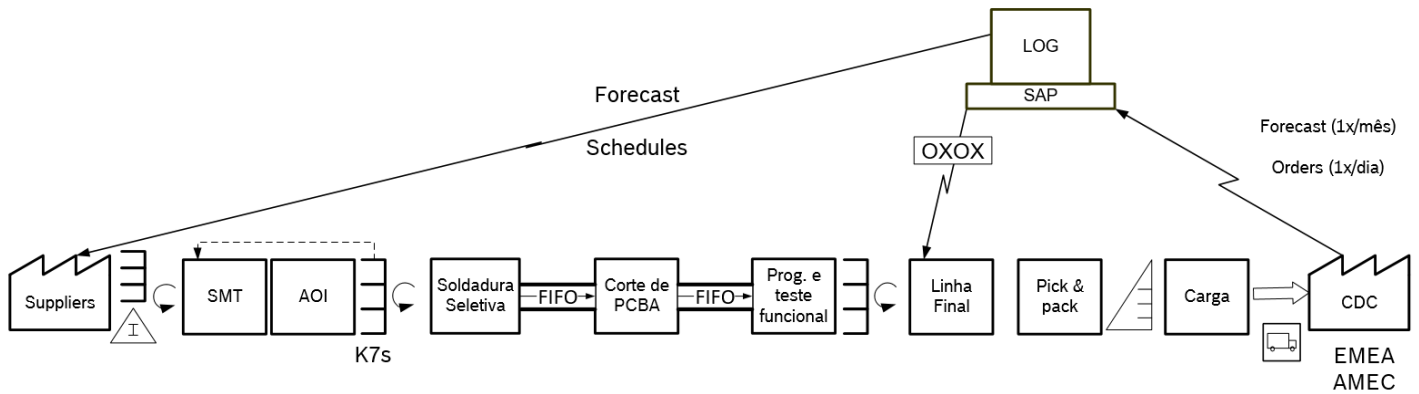 LOG
SAP
Forecast
Schedules
OXOX
Forecast (1x/mês)
Orders (1x/dia)
Suppliers
I
SMT
AOI
K7s
Soldadura
Seletiva
FIFO
Corte de
PCBA
FIFO
Prog. e
teste
funcional
Linha
Final
Pick &
pack
Carga
CDC
EMEA
AMEC